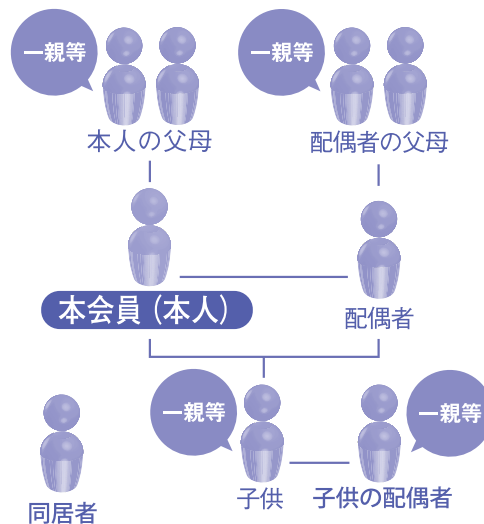 一親等
一親等
本人の父母
配偶者の父母
本会員（本人）
配偶者
一親等
一親等
同居者
子供
子供の配偶者